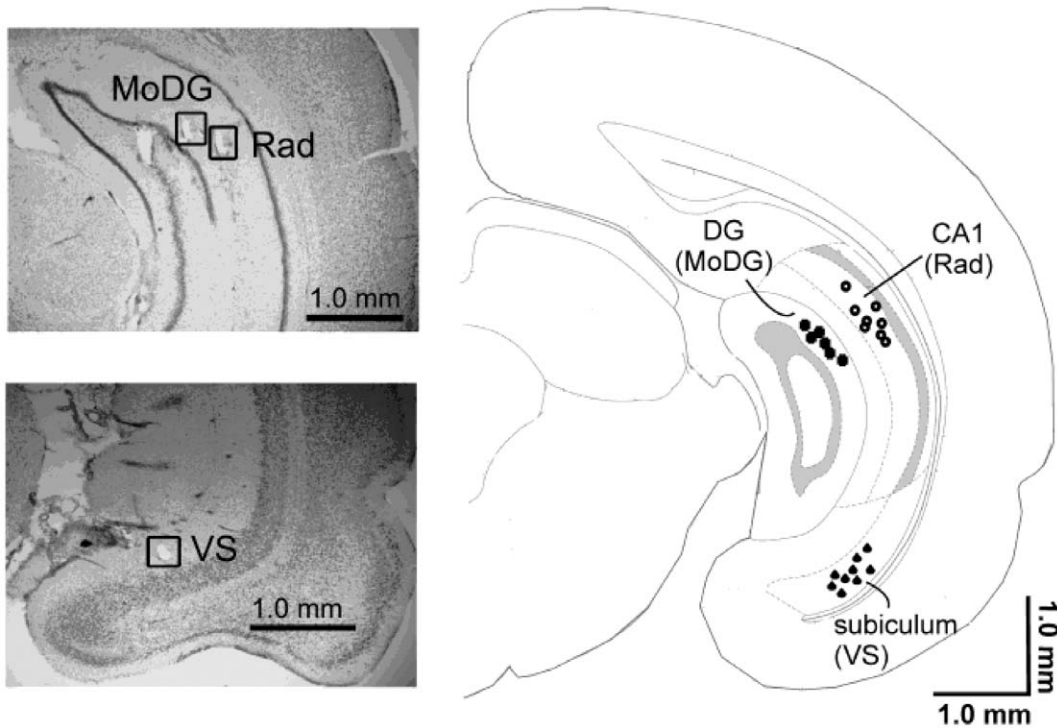 MoDG
Rad
1.0 mm
VS
1.0 mm
DG
(MoDG)
CA1
(Rad)
subiculum
(VS)
1.0 mm
1.0 mm